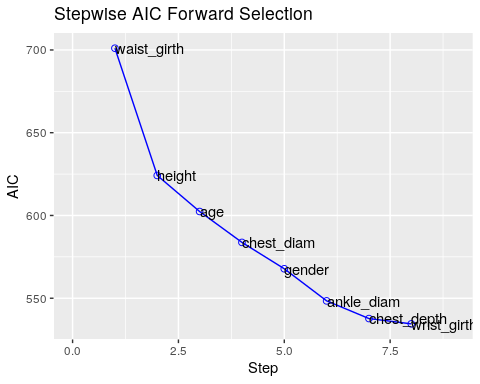 Stepwise AIC Forward Selection
AIC
700
650
600
550
waist_girth
height
age
chest_diam
gender
ankle_diam
chest_depth
wrist_girth
0.0
2.5
5.0
7.5
Step